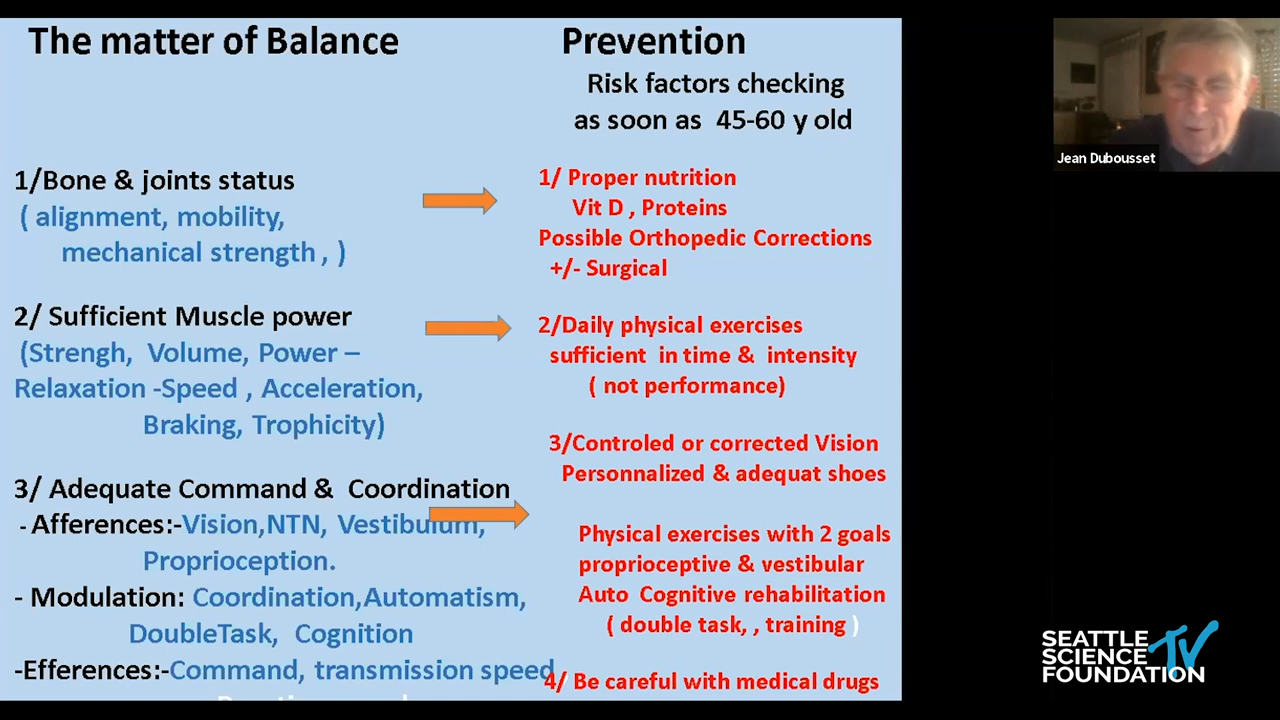 The matter of Balance
1/Bone & joints status
( alignment, mobility,
mechanical strength , )
2/ Sufficient Muscle power
(Strengh, Volume, Power –
Relaxation -Speed , Acceleration,
Braking, Trophicity)
3/ Adequate Command & Coordination
- Afferences:-Vision,NTN, Vestibulum,
Proprioception.
- Modulation: Coordination,Automatism,
DoubleTask, Cognition
-Efferences:-Command, transmission speed
Prevention
Risk factors checking
as soon as 45-60 y old
1/ Proper nutrition
Vit D , Proteins
Possible Orthopedic Corrections
+/- Surgical
2/Daily physical exercises
sufficient in time & intensity
( not performance)
3/Controled or corrected Vision
Personnalized & adequat shoes
Physical exercises with 2 goals
proprioceptive & vestibular
Auto Cognitive rehabilitation
( double task, , training )
4/ Be careful with medical drugs
Jean Dubousset
SEATTLE
SCIENCE
FOUNDATION
TV